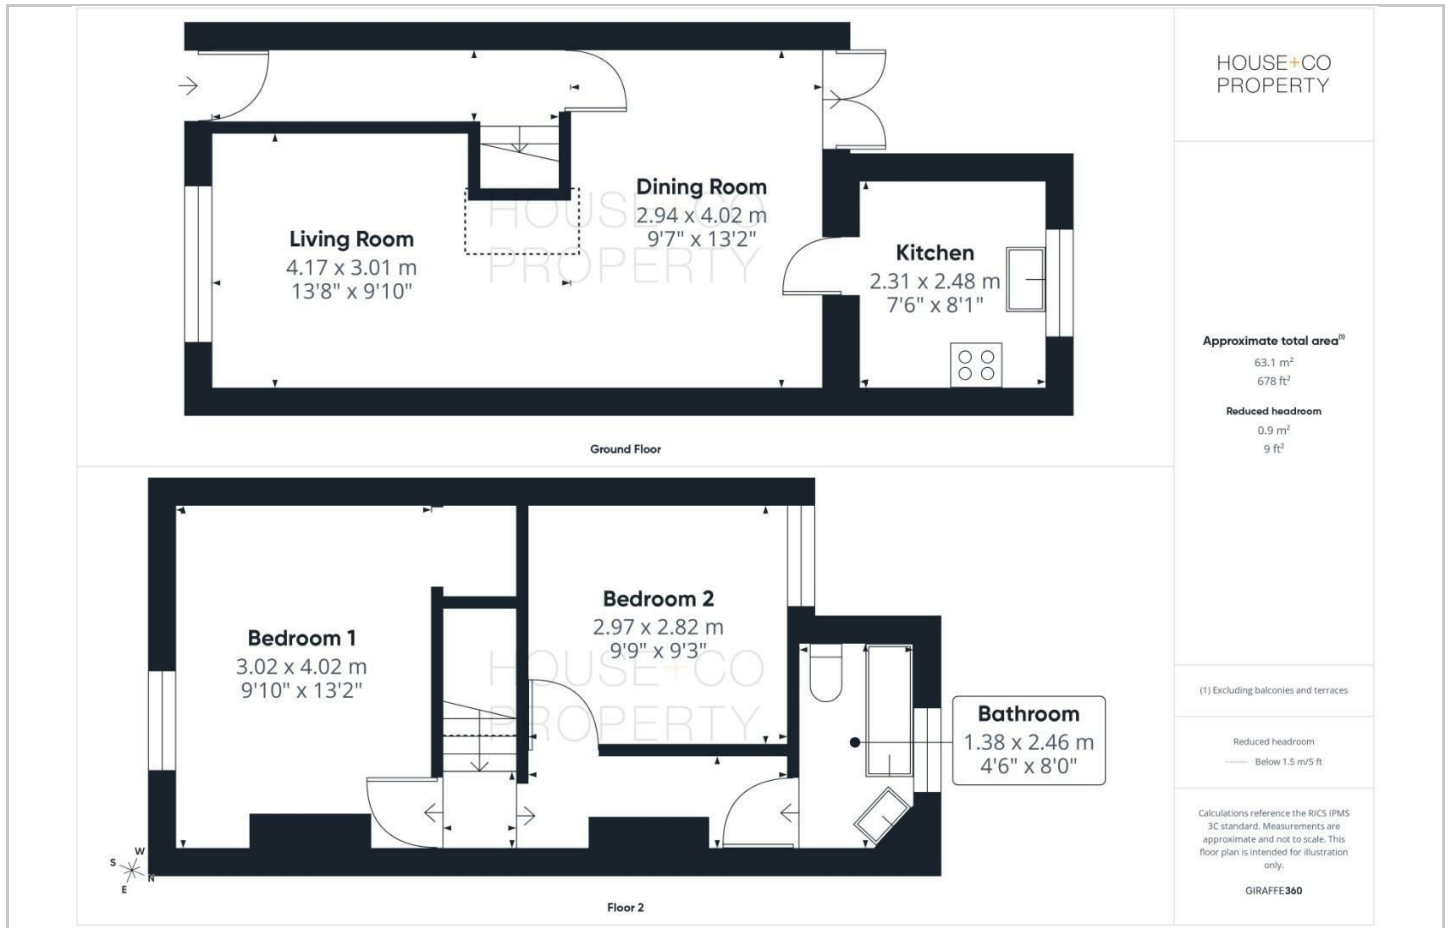 HOUSE+CO
PROPERTY
Living Room
4.17 x 3.01 m
13'8" x 9'10"
Dining Room
2.94 x 4.02 m
9'7" x 13'2"
Kitchen
2.31 x 2.48 m
7'6" x 8'1"
HOUSE+CO
PROPERTY
Ground Floor
Bedroom 1
3.02 x 4.02 m
9'10" x 13'2"
Bedroom 2
2.97 x 2.82 m
9'9" x 9'3"
HOUSE+CO
PROPERTY
Bathroom
1.38 x 2.46 m
4'6" x 8'0"
W
S
N
E
Floor 2
Approximate total area(1)
63.1 m²
678 ft²
Reduced headroom
0.9 m²
9 ft²
(1) Excluding balconies and terraces
Reduced headroom
Below 1.5 m/5 ft
Calculations reference the RICS IPMS
3C standard. Measurements are
approximate and not to scale. This
floor plan is intended for illustration
only.
GIRAFFE360